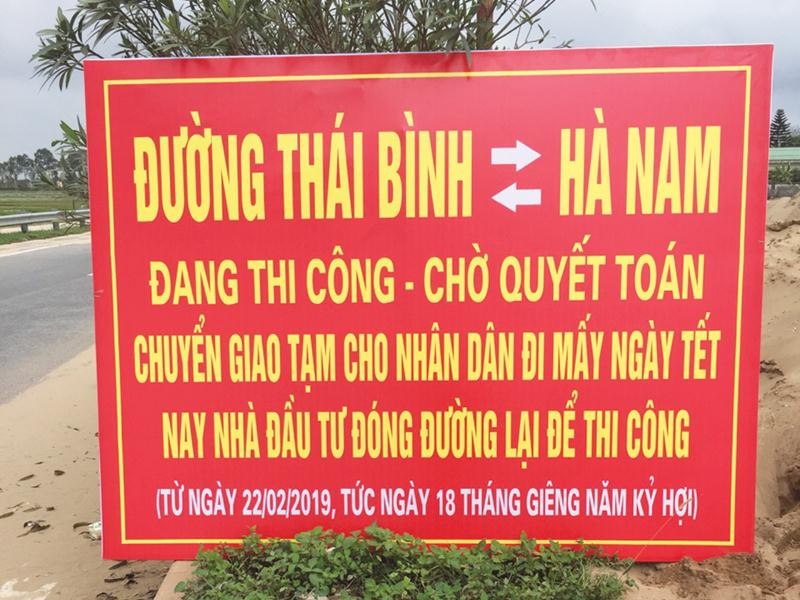 ĐƯỜNG THÁI BÌNH ⇄ HÀ NAM
ĐANG THI CÔNG - CHỜ QUYẾT TOÁN
CHUYỂN GIAO TẠM CHO NHÂN DÂN ĐI MẤY NGÀY TẾT
NAY NHÀ ĐẦU TƯ ĐÓNG ĐƯỜNG LẠI ĐỂ THI CÔNG
(TỪ NGÀY 22/02/2019, TỨC NGÀY 18 THÁNG GIÊNG NĂM KỶ HỢI)